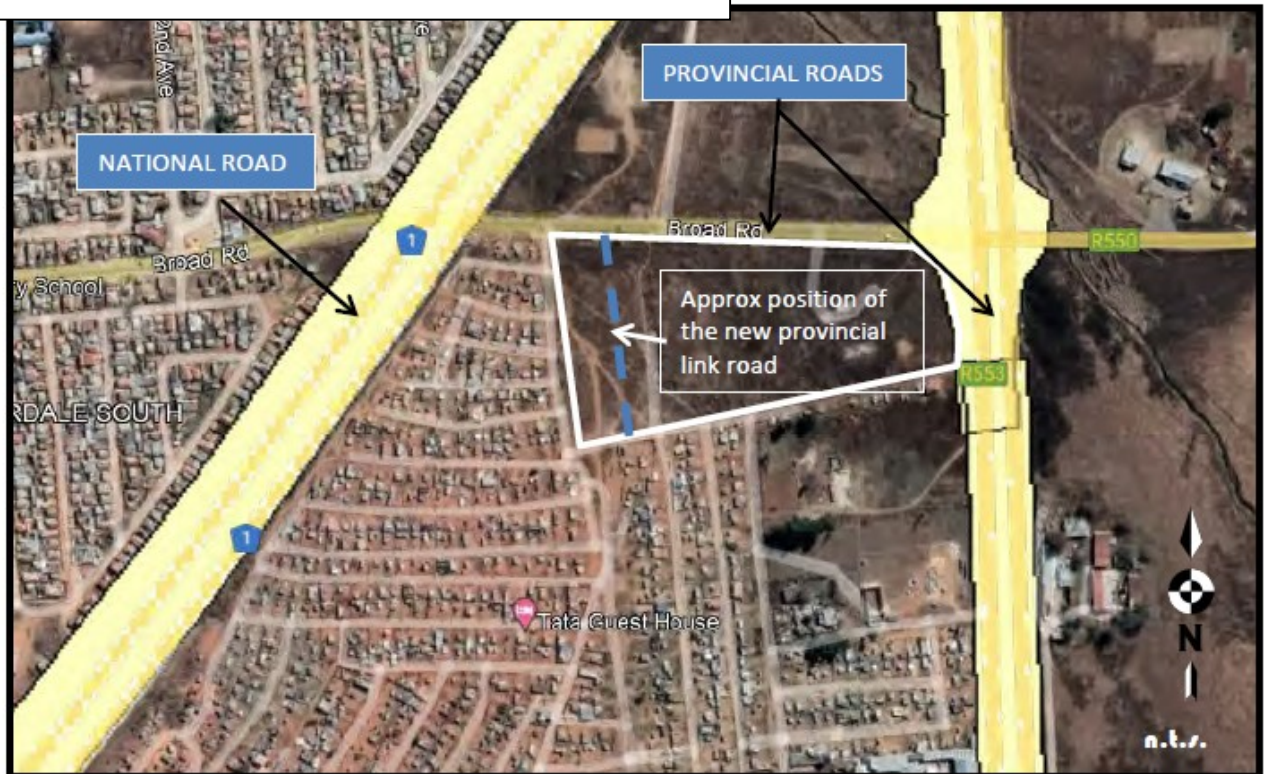 2nd Ave
PROVINCIAL ROADS
NATIONAL ROAD
Broad Rd
1
R550
Broad Rd
y School
Approx position of
the new provincial
link road
R553
RDALE SOUTH
1
Tata Guest House
N
n.t.s.